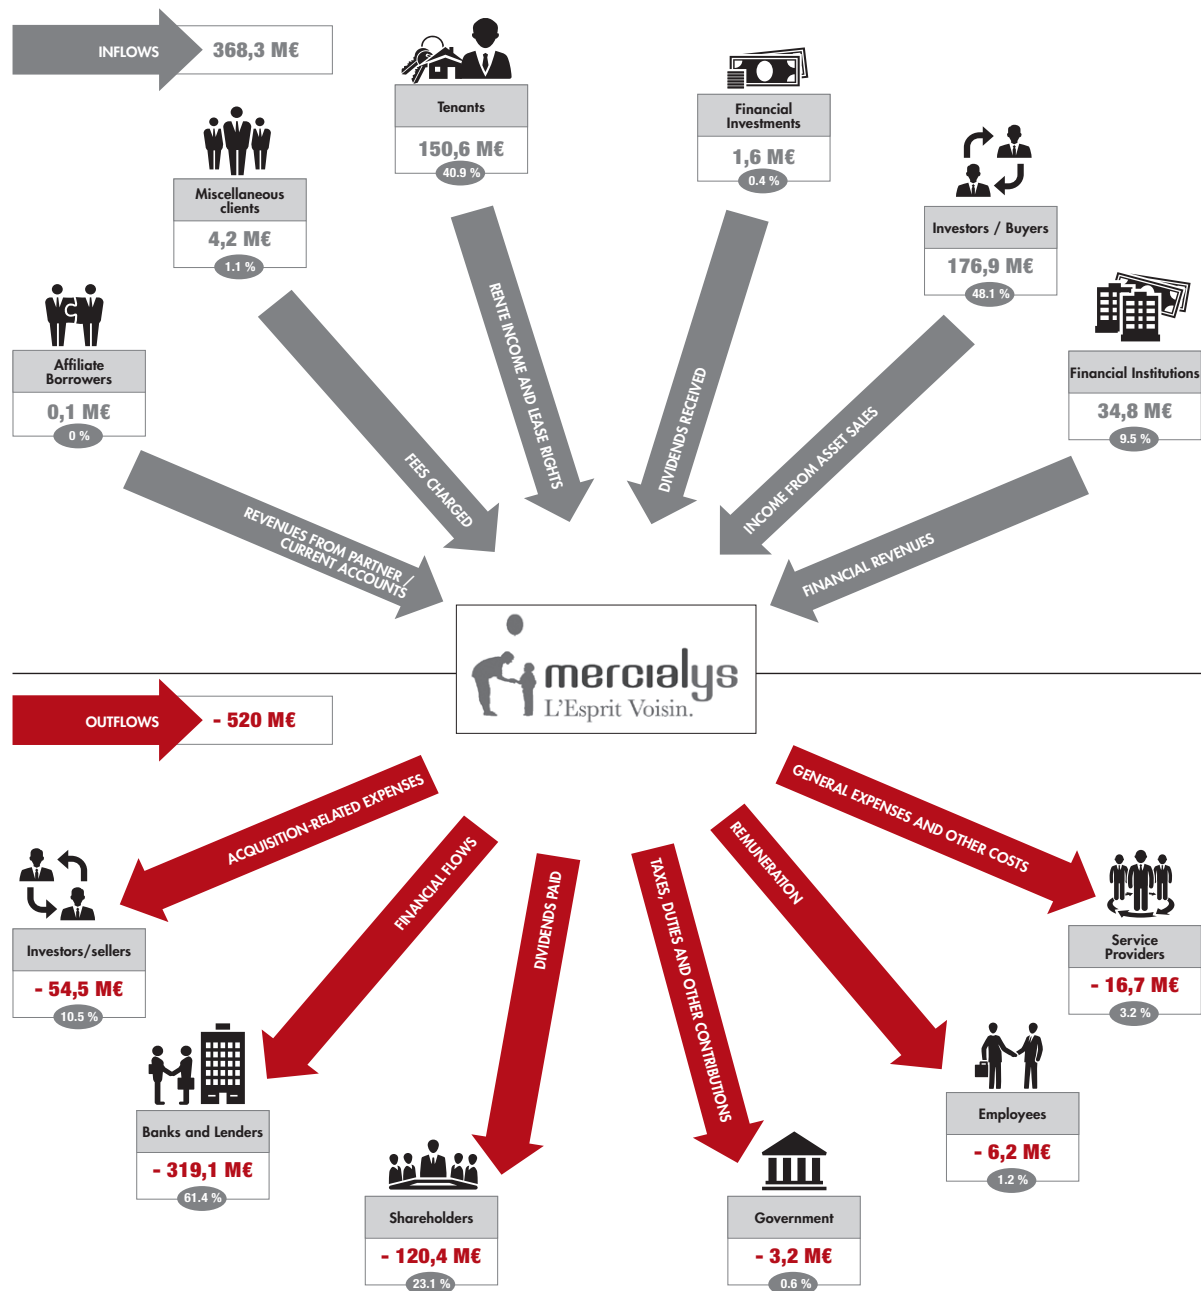 INFLOWS
368,3 M€
Tenants
150,6 M€
40.9 %
Financial
Investments
1,6 M€
0.4 %
Miscellaneous
clients
4,2 M€
1.1 %
Investors / Buyers
176,9 M€
48.1 %
Affiliate
Borrowers
0,1 M€
0 %
Financial Institutions
34,8 M€
9.5 %
REVENUES FROM PARTNER /
CURRENT ACCOUNTS
FEES CHARGED
RENTE INCOME AND LEASE RIGHTS
DIVIDENDS RECEIVED
INCOME FROM ASSET SALES
FINANCIAL REVENUES
mercialys
L'Esprit Voisin.
OUTFLOWS
- 520 M€
ACQUISITION-RELATED EXPENSES
FINANCIAL FLOWS
DIVIDENDS PAID
TAXES, DUTIES AND OTHER CONTRIBUTIONS
REMUNERATION
GENERAL EXPENSES AND OTHER COSTS
Investors/sellers
- 54,5 M€
10.5 %
Service
Providers
- 16,7 M€
3.2 %
Banks and Lenders
- 319,1 M€
61.4 %
Employees
- 6,2 M€
1.2 %
Shareholders
- 120,4 M€
23.1 %
Government
- 3,2 M€
0.6 %